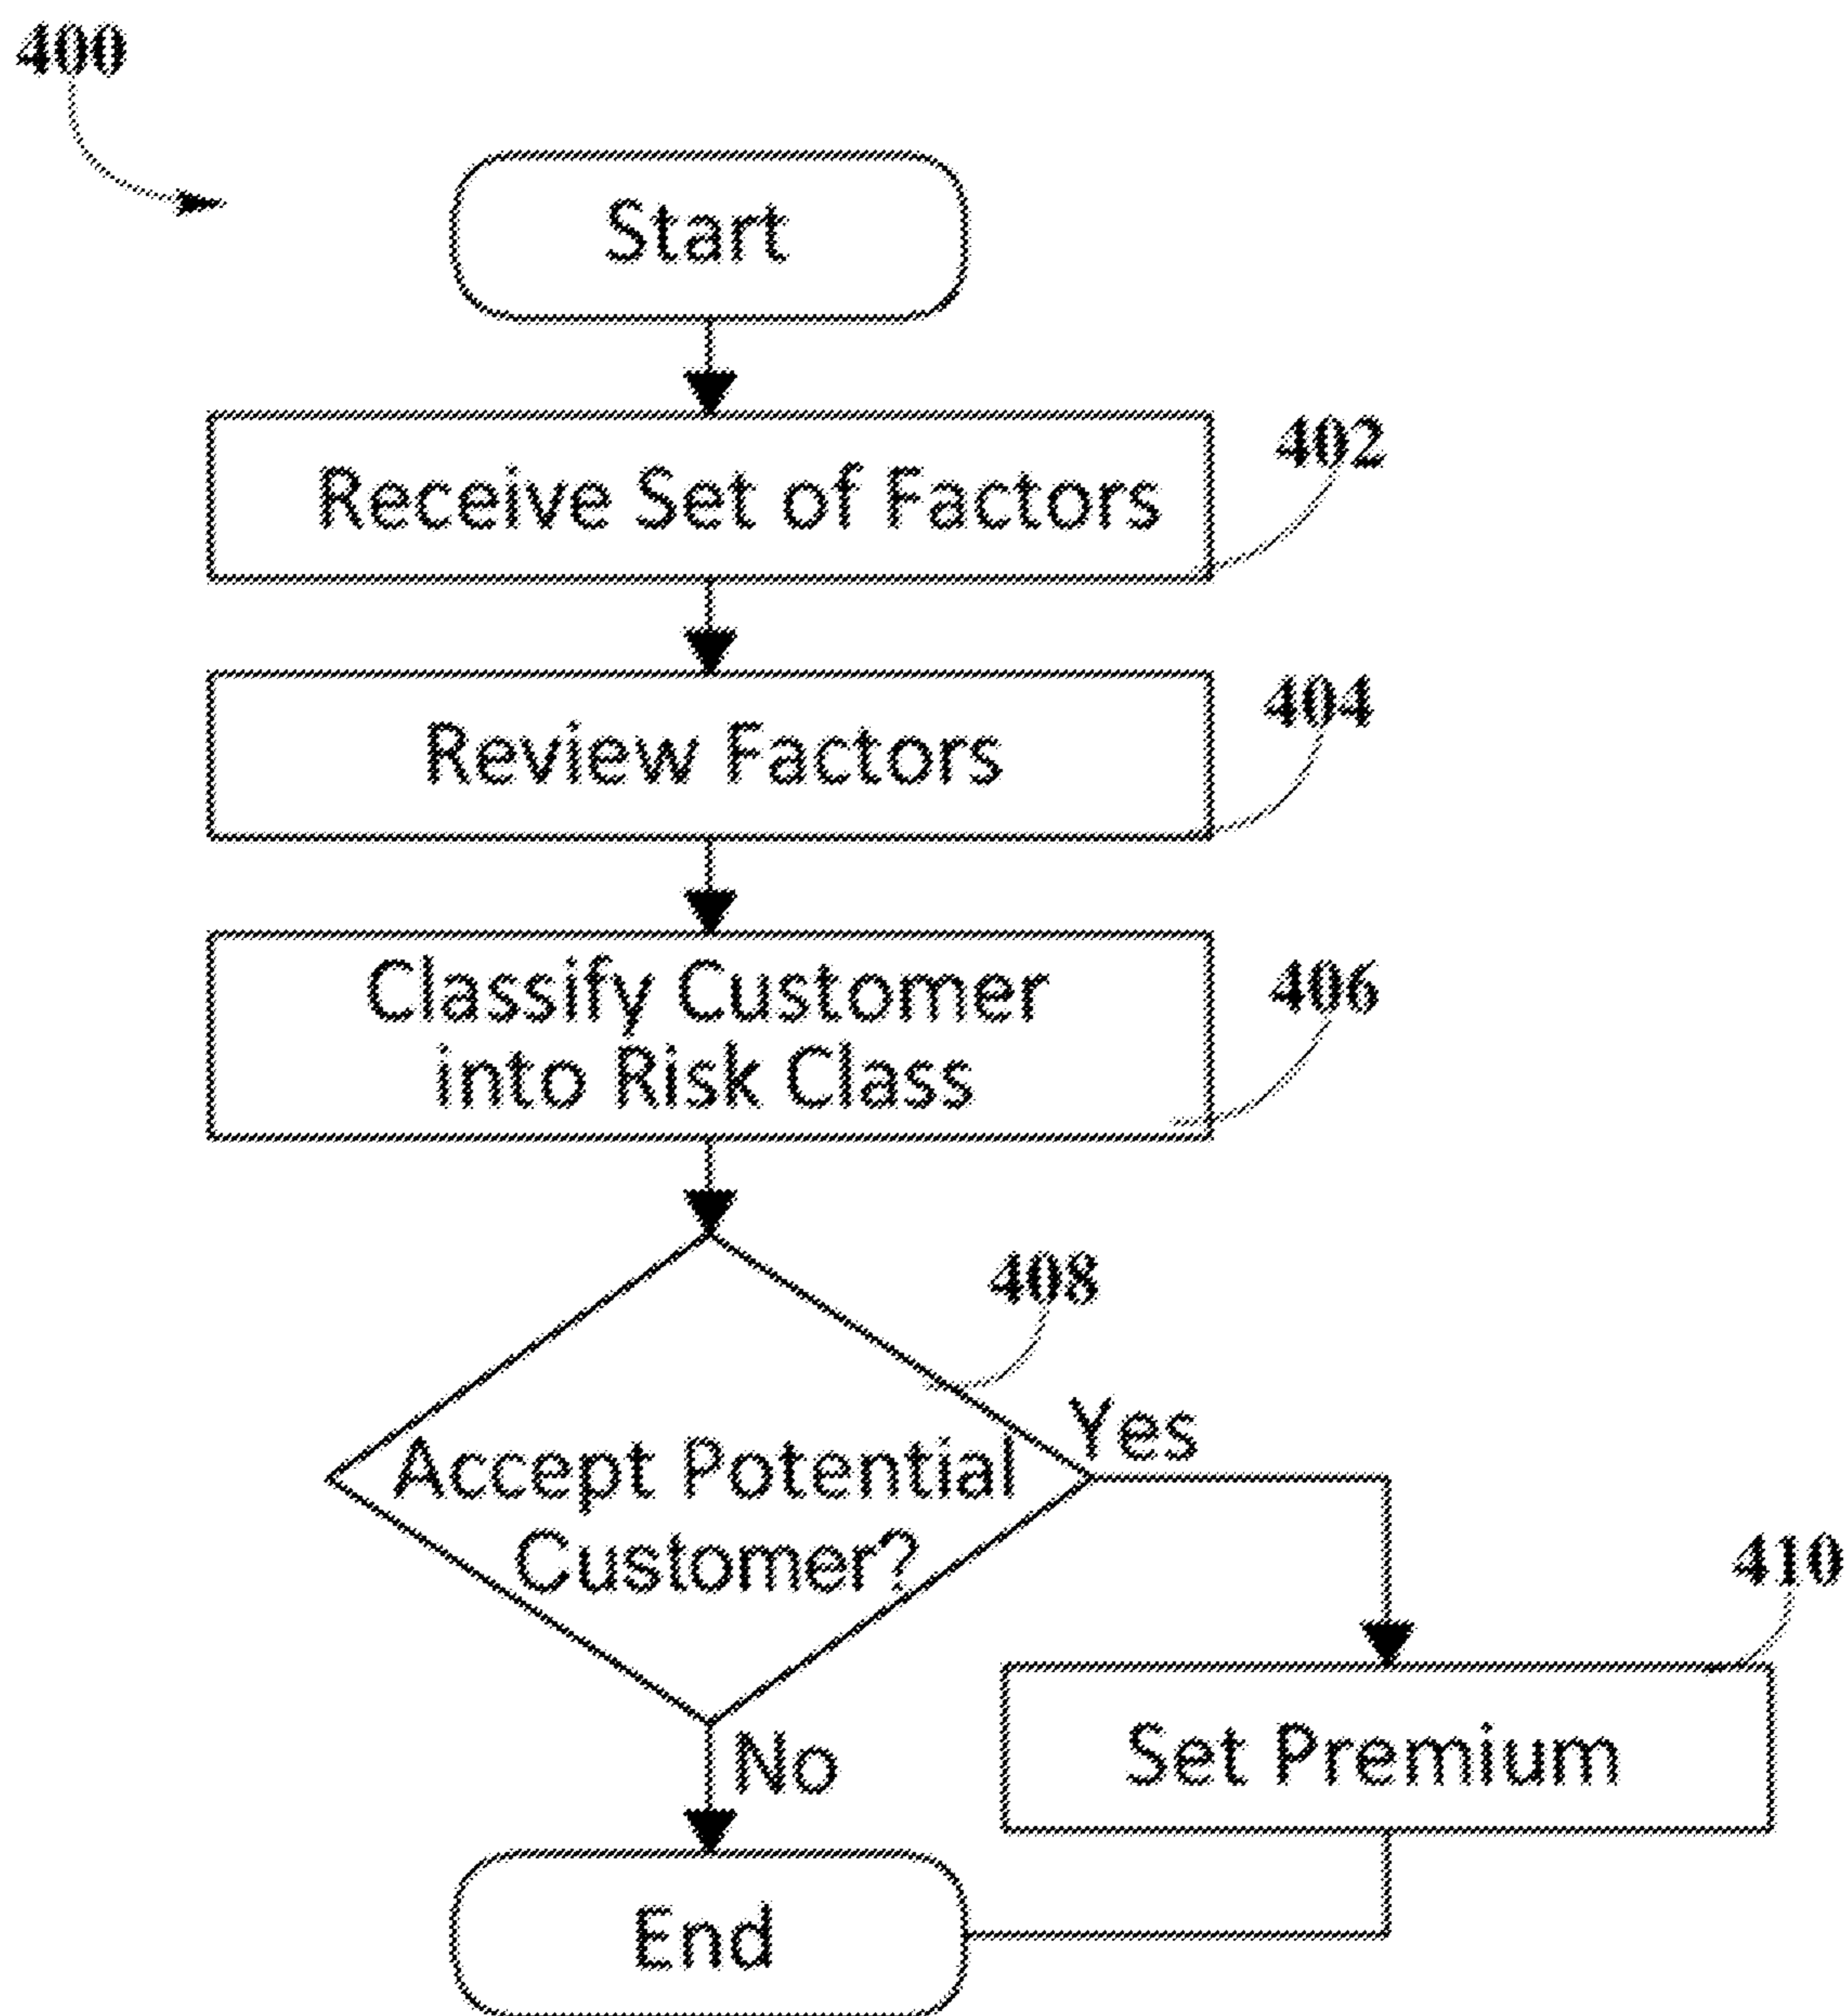 400
Start
Receive Set of Factors
402
Review Factors
404
Classify Customer
into Risk Class
406
408
Accept Potential
Customer?
Yes
No
410
Set Premium
End